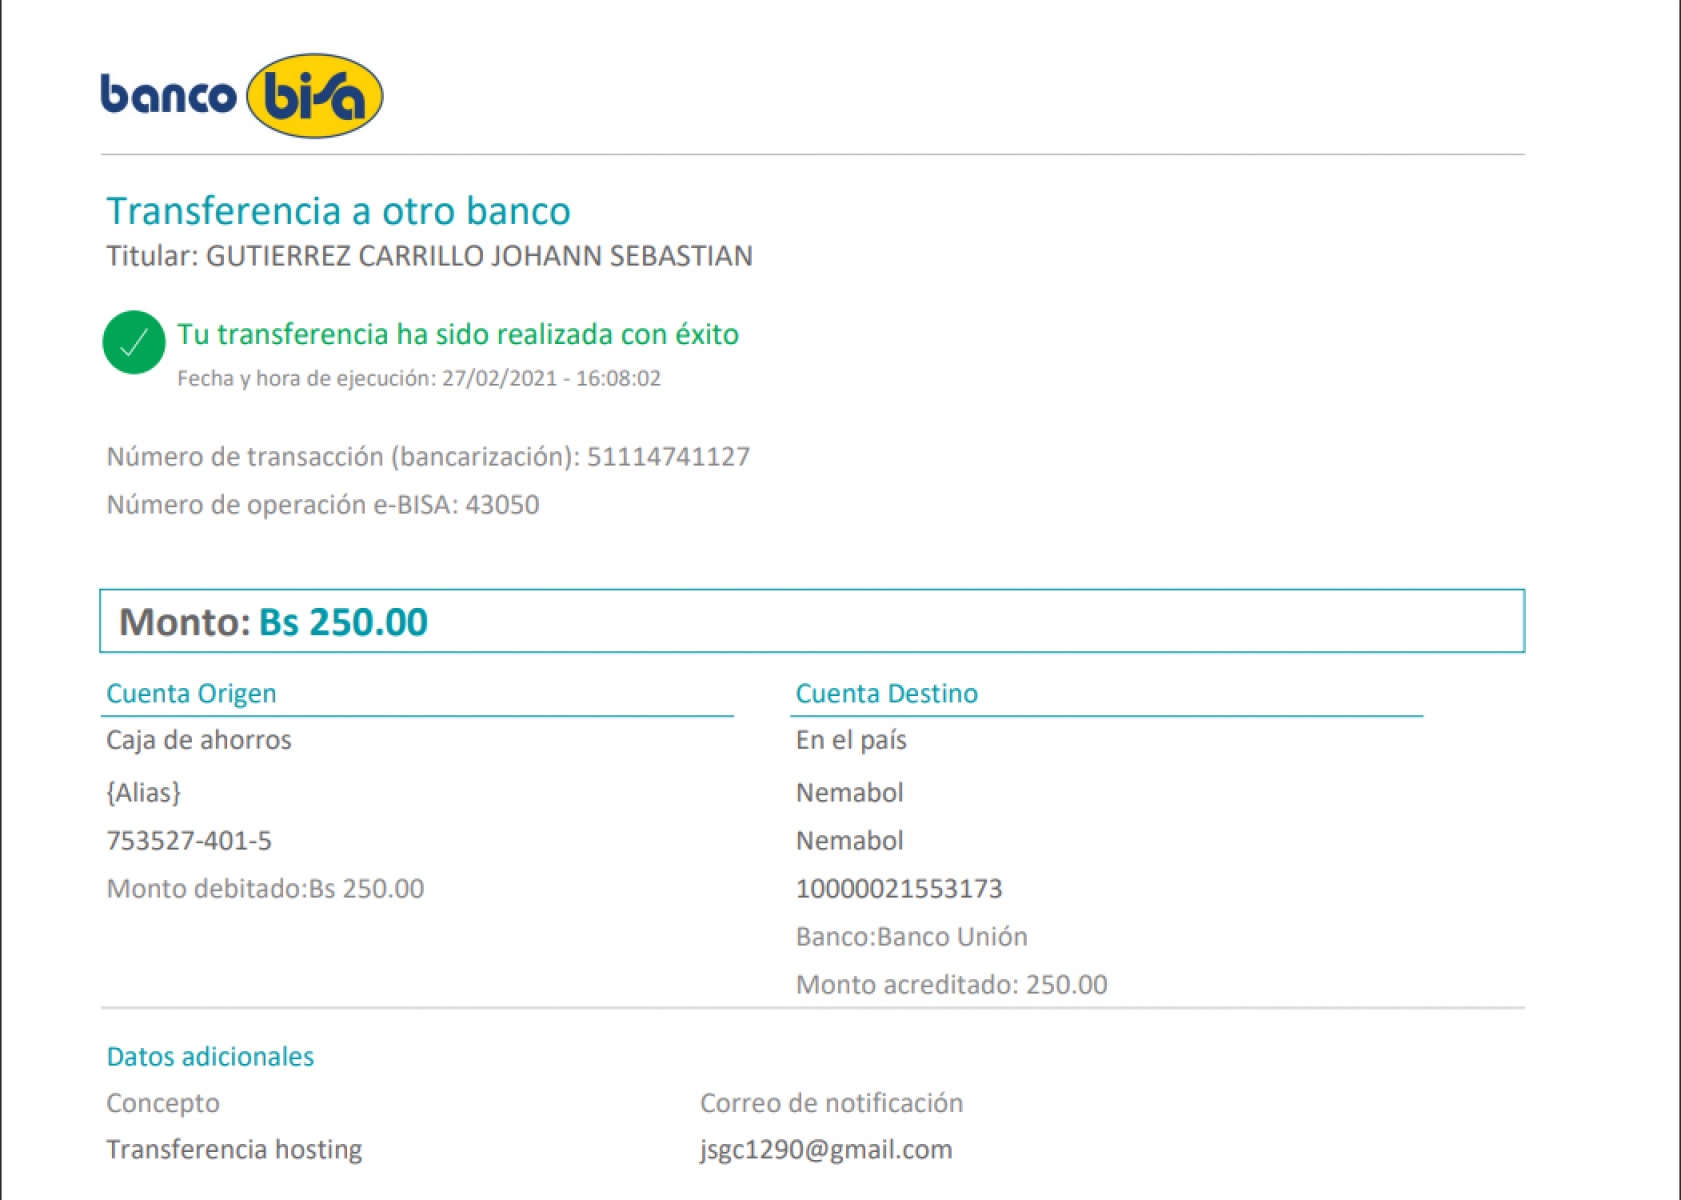 banco bisa
Transferencia a otro banco
Titular: GUTIERREZ CARRILLO JOHANN SEBASTIAN
Tu transferencia ha sido realizada con éxito
Fecha y hora de ejecución: 27/02/2021 - 16:08:02
Número de transacción (bancarización): 51114741127
Número de operación e-BISA: 43050
Monto: Bs 250.00
Cuenta Origen
Caja de ahorros
{Alias}
753527-401-5
Monto debitado:Bs 250.00
Cuenta Destino
En el país
Nemabol
Nemabol
10000021553173
Banco:Banco Unión
Monto acreditado: 250.00
Datos adicionales
Concepto
Transferencia hosting
Correo de notificación
jsgc1290@gmail.com